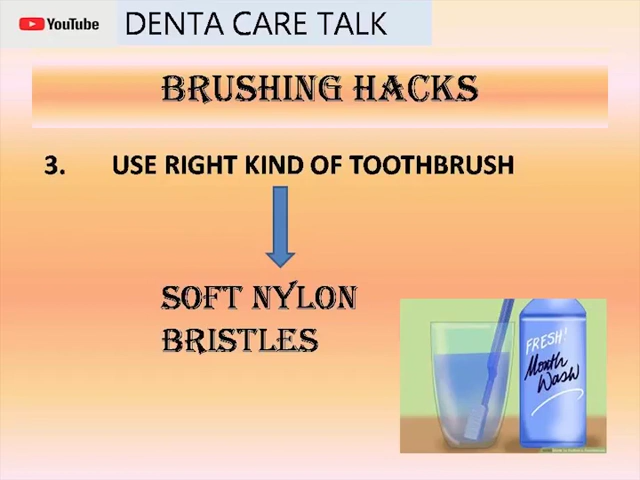 YouTube DENTA CARE TALK
BRUSHING HACKS
3. USE RIGHT KIND OF TOOTHBRUSH
SOFT NYLON
BRISTLES
FRESH!
Mouth
Wash